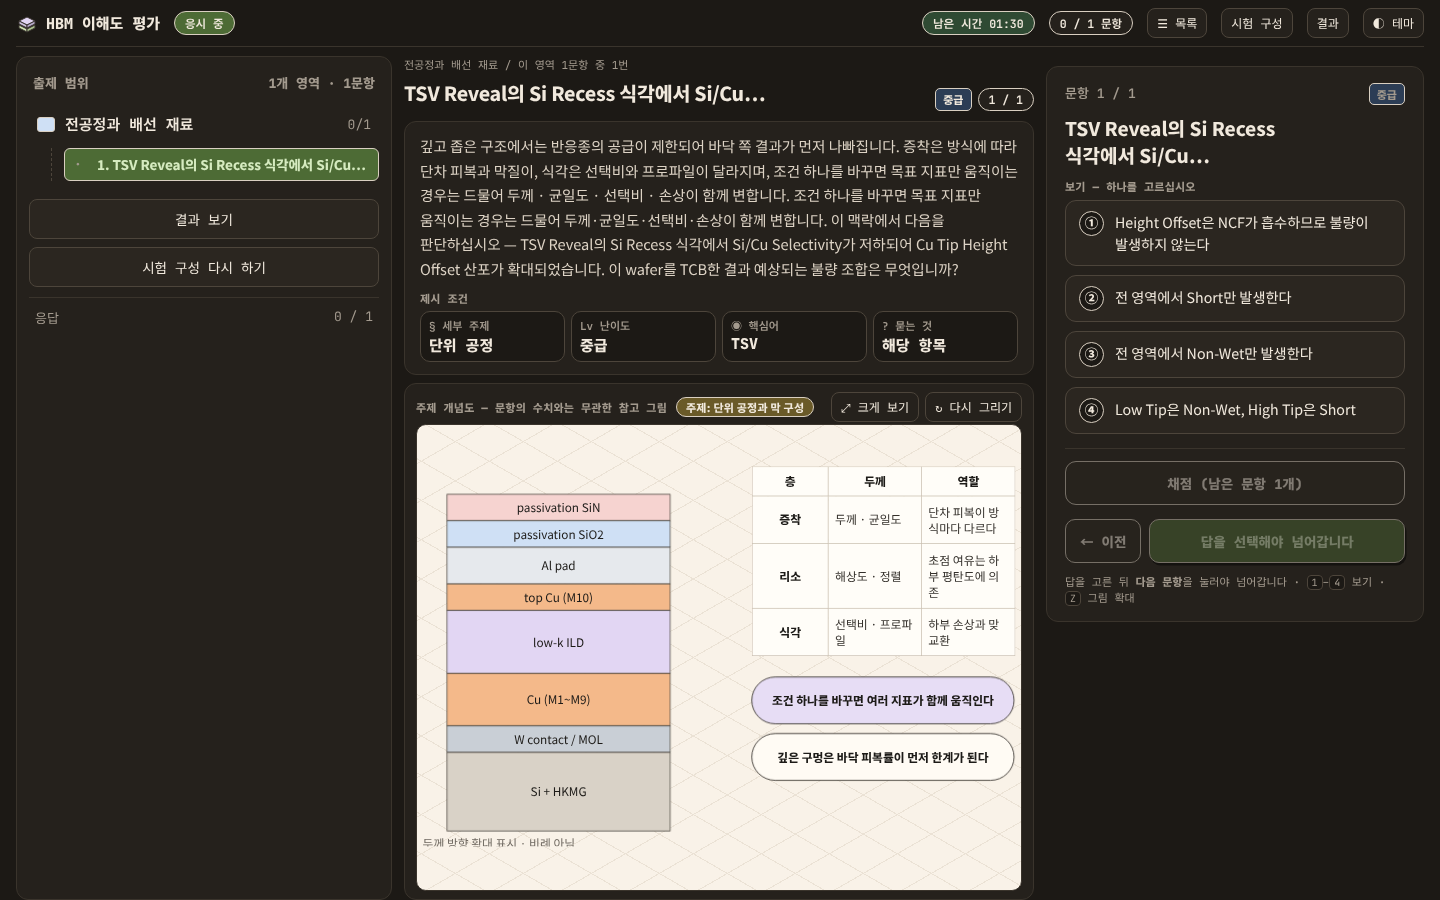 HBM 이해도 평가
응시 중
남은 시간 01:30
0 / 1 문항
☰ 목록
시험 구성
결과
◐ 테마
출제 범위
1개 영역 · 1문항
전공정과 배선 재료
0/1
· 1. TSV Reveal의 Si Recess 식각에서 Si/Cu…
결과 보기
시험 구성 다시 하기
응답
0 / 1
전공정과 배선 재료 / 이 영역 1문항 중 1번
TSV Reveal의 Si Recess 식각에서 Si/Cu…
중급
1 / 1
깊고 좁은 구조에서는 반응종의 공급이 제한되어 바닥 쪽 결과가 먼저 나빠집니다. 증착은 방식에 따라
단차 피복과 막질이, 식각은 선택비와 프로파일이 달라지며, 조건 하나를 바꾸면 목표 지표만 움직이는
경우는 드물어 두께 · 균일도 · 선택비 · 손상이 함께 변합니다. 조건 하나를 바꾸면 목표 지표만
움직이는 경우는 드물어 두께·균일도·선택비·손상이 함께 변합니다. 이 맥락에서 다음을
판단하십시오 — TSV Reveal의 Si Recess 식각에서 Si/Cu Selectivity가 저하되어 Cu Tip Height
Offset 산포가 확대되었습니다. 이 wafer를 TCB한 결과 예상되는 불량 조합은 무엇입니까?
제시 조건
§ 세부 주제
단위 공정
Lv 난이도
중급
◉ 핵심어
TSV
? 묻는 것
해당 항목
주제 개념도 — 문항의 수치와는 무관한 참고 그림
주제: 단위 공정과 막 구성
⤢ 크게 보기
↻ 다시 그리기
passivation SiN
passivation SiO2
Al pad
top Cu (M10)
low-k ILD
Cu (M1~M9)
W contact / MOL
Si + HKMG
두께 방향 확대 표시 · 비례 아님
층
두께
역할
증착
두께 · 균일도
단차 피복이 방
식마다 다르다
리소
해상도 · 정렬
초점 여유는 하
부 평탄도에 의
존
식각
선택비 · 프로파
일
하부 손상과 맞
교환
조건 하나를 바꾸면 여러 지표가 함께 움직인다
깊은 구멍은 바닥 피복률이 먼저 한계가 된다
문항 1 / 1
중급
TSV Reveal의 Si Recess
식각에서 Si/Cu…
보기 — 하나를 고르십시오
① Height Offset은 NCF가 흡수하므로 불량이
발생하지 않는다
② 전 영역에서 Short만 발생한다
③ 전 영역에서 Non-Wet만 발생한다
④ Low Tip은 Non-Wet, High Tip은 Short
채점 (남은 문항 1개)
← 이전
답을 선택해야 넘어갑니다
답을 고른 뒤 다음 문항을 눌러야 넘어갑니다 · 1-4 보기 ·
Z 그림 확대